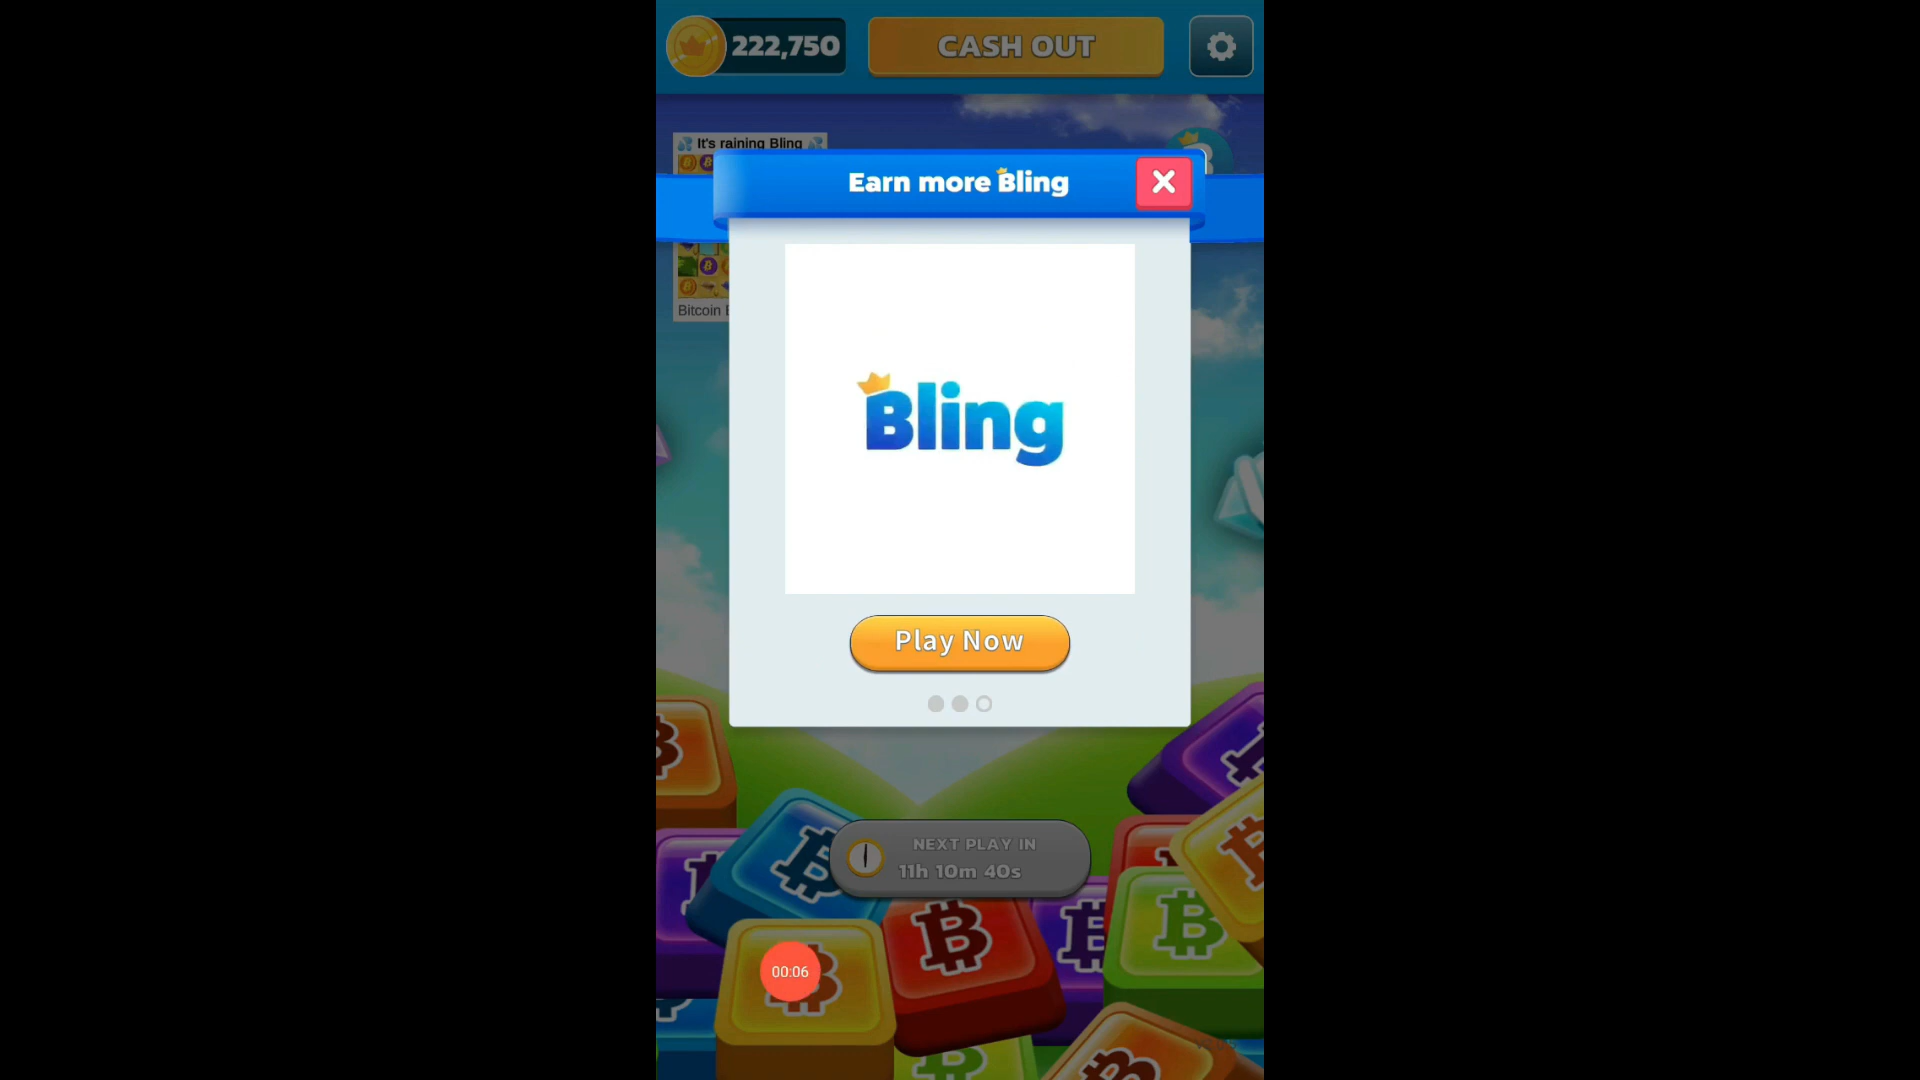 222,750
CASH OUT
It's raining Bling
Earn more Bling
Bitcoin
Bling
Play Now
NEXT PLAY IN
11h 10m 40s
00:06